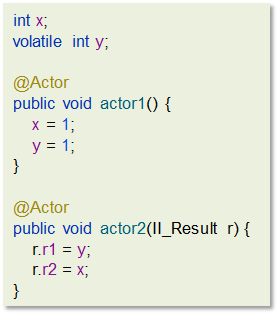 int x;
volatile int y;
@Actor
public void actor1() {
x = 1;
y = 1;
}
@Actor
public void actor2(II_Result r) {
r.r1 = y;
r.r2 = x;
}